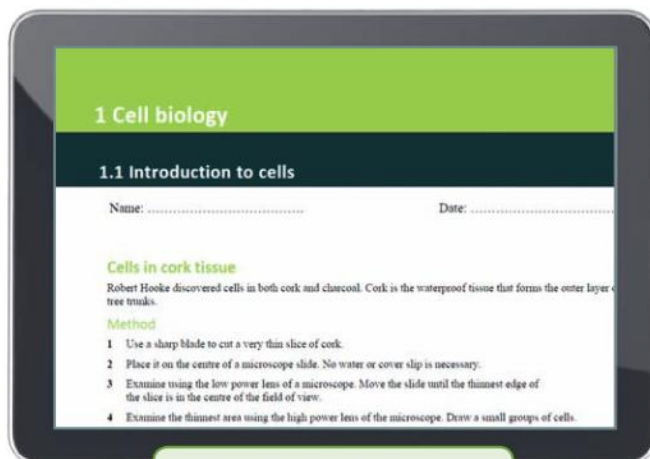 1 Cell biology
1.1 Introduction to cells
Name: ........................................ Date: ........................................
Cells in cork tissue
Robert Hooke discovered cells in both cork and charcoal. Cork is the waterproof tissue that forms the outer layer
tree trunks.
Method
1 Use a sharp blade to cut a very thin slice of cork.
2 Place it on the centre of a microscope slide. No water or cover slip is necessary.
3 Examine using the low power lens of a microscope. Move the slide until the thinnest edge of
the slice is in the centre of the field of view.
4 Examine the thinnest area using the high power lens of the microscope. Draw a small groups of cells.